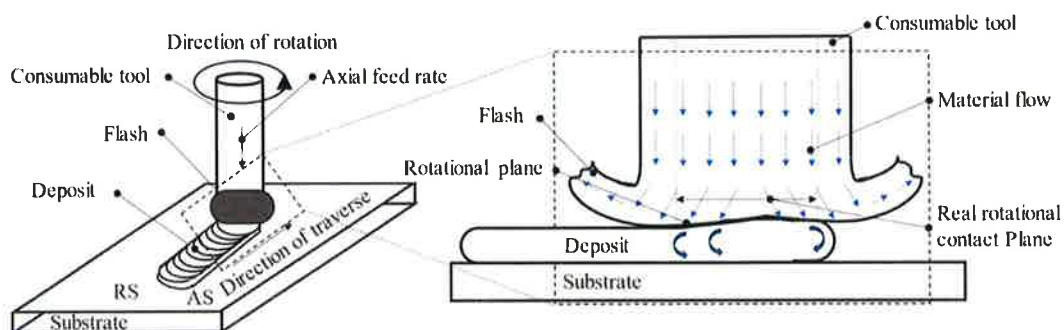 Direction of rotation
Consumable tool
Axial feed rate
Flash
Deposit
Direction of traverse
RS
AS
Substrate
Consumable tool
Material flow
Flash
Rotational plane
Real rotational
contact Plane
Deposit
Substrate